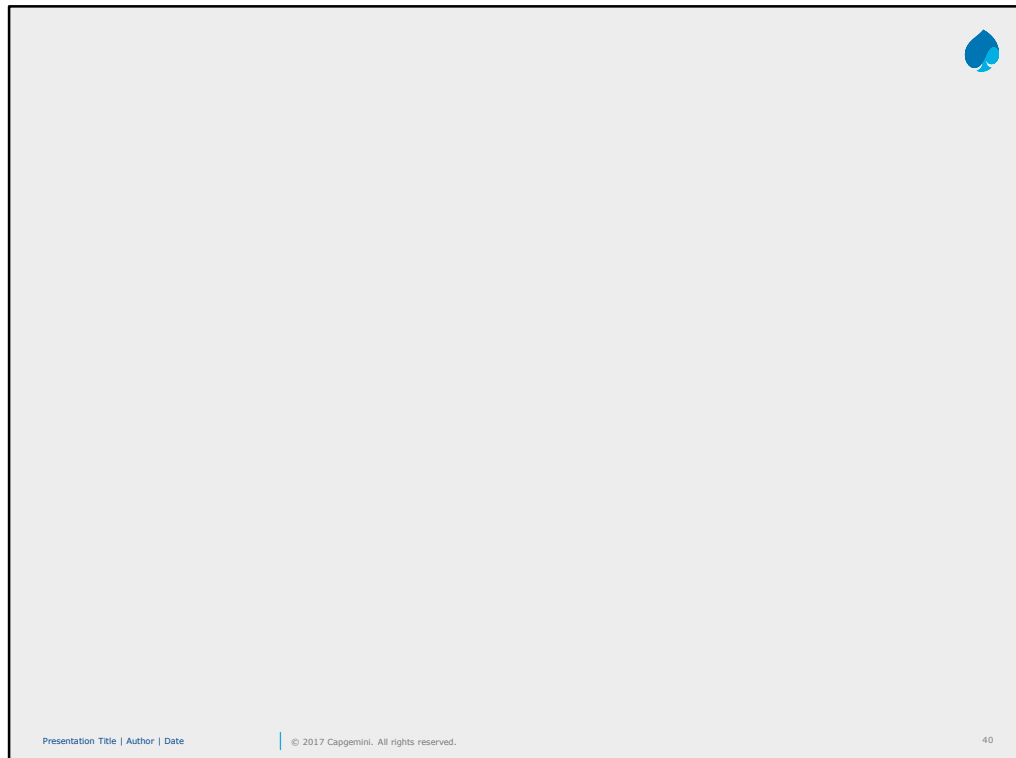 Presentation Title | Author | Date
© 2017 Capgemini. All rights reserved.
40